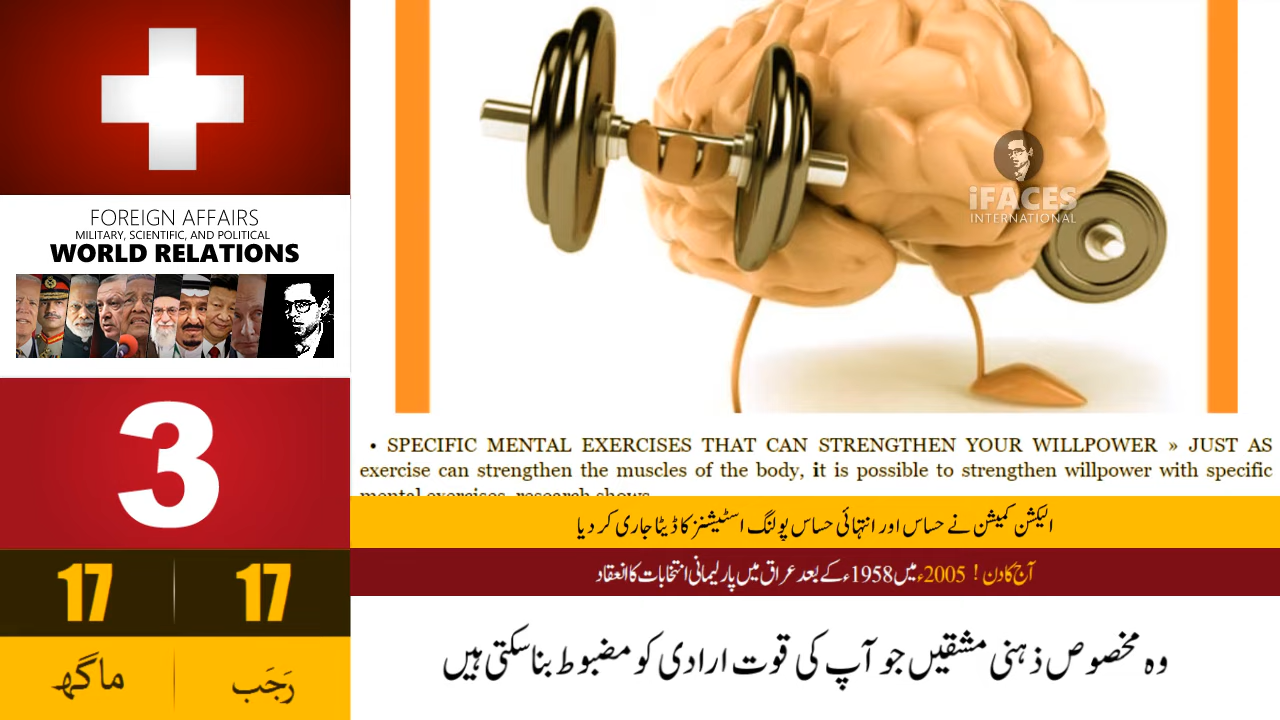 FOREIGN AFFAIRS
MILITARY, SCIENTIFIC, AND POLITICAL
WORLD RELATIONS
3
17 17
ماگھ رَجَب
iFACES
INTERNATIONAL
• SPECIFIC MENTAL EXERCISES THAT CAN STRENGTHEN YOUR WILLPOWER » JUST AS
exercise can strengthen the muscles of the body, it is possible to strengthen willpower with specific
mental exercises, research shows.
الیکشن کمیشن نے حساس اور انتہائی حساس پولنگ اسٹیشنز کا ڈیٹا جاری کر دیا
آج کا دن ! 2005ء میں 1958ء کے بعد عراق میں پارلیمانی انتخابات کا انعقاد
وہ مخصوص ذہنی مشقیں جو آپ کی قوت ارادی کو مضبوط بنا سکتی ہیں